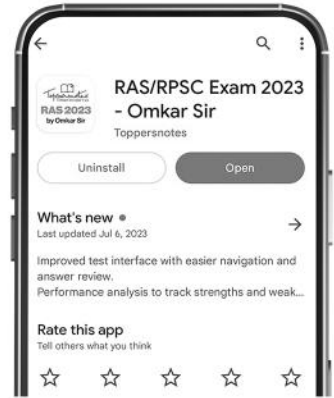 Toppersnotes
RAS 2023
by Omkar Sir
RAS/RPSC Exam 2023
- Omkar Sir
Toppersnotes
Uninstall
Open
What's new
Last updated Jul 6, 2023
Improved test interface with easier navigation and
answer review.
Performance analysis to track strengths and weak...
Rate this app
Tell others what you think